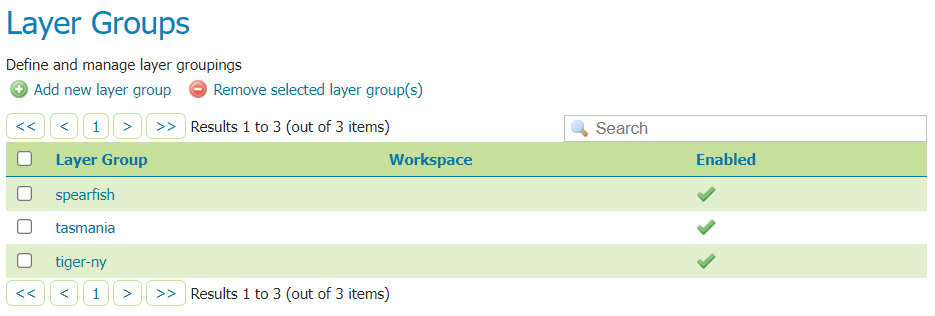 Layer Groups
Define and manage layer groupings
Add new layer group Remove selected layer group(s)
<< < 1 > >> Results 1 to 3 (out of 3 items) Search
Layer Group Workspace Enabled
spearfish
tasmania
tiger-ny
<< < 1 > >> Results 1 to 3 (out of 3 items)